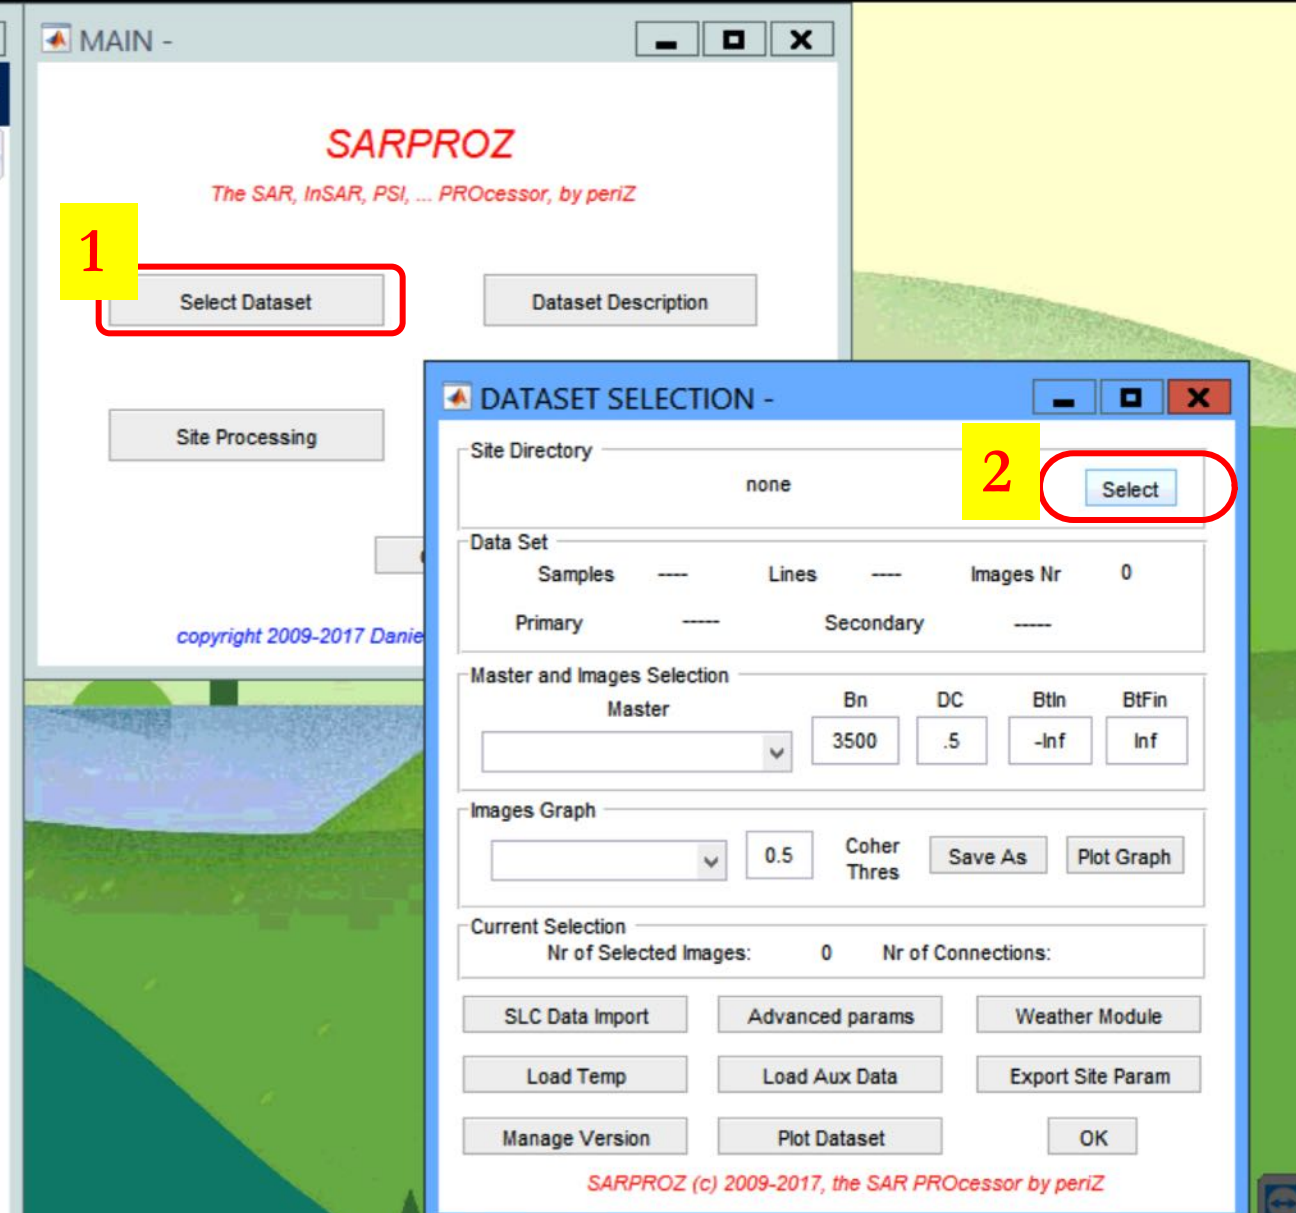 MAIN -
SARPROZ
The SAR, InSAR, PSI, ... PROcessor, by periZ
1
Select Dataset
Dataset Description
Site Processing
copyright 2009-2017 Danie
DATASET SELECTION -
Site Directory
none
2
Select
Data Set
Samples ---- Lines ---- Images Nr 0
Primary ----- Secondary -----
Master and Images Selection
Master Bn DC BtIn BtFin
3500 .5 -Inf Inf
Images Graph
0.5 Coher Thres Save As Plot Graph
Current Selection
Nr of Selected Images: 0 Nr of Connections:
SLC Data Import Advanced params Weather Module
Load Temp Load Aux Data Export Site Param
Manage Version Plot Dataset OK
SARPROZ (c) 2009-2017, the SAR PROcessor by periZ